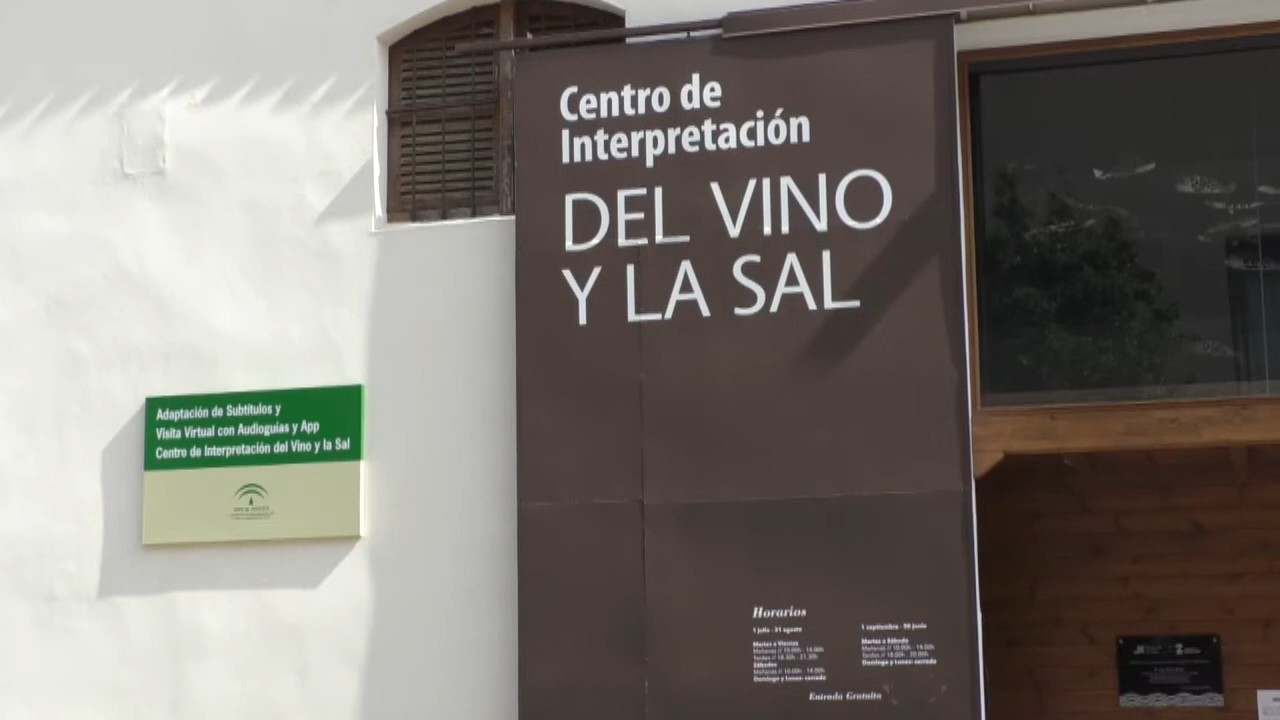 Centro de
Interpretación
DEL VINO
Y LA SAL
Adaptación de Subtítulos y
Visita Virtual con Audioguías y App
Centro de Interpretación del Vino y la Sal
Horarios
1 julio - 31 agosto
Martes a Viernes
Mañanas // 10:00h - 14:00h
Tardes // 18:30h - 21:30h
Sábados
Mañanas // 10:00h - 14:00h
Domingo y Lunes: cerrado
1 septiembre - 30 junio
Martes a Sábado
Mañanas // 10:00h - 14:00h
Tardes // 18:00h - 20:00h
Domingo y Lunes: cerrado
Entrada Gratuita